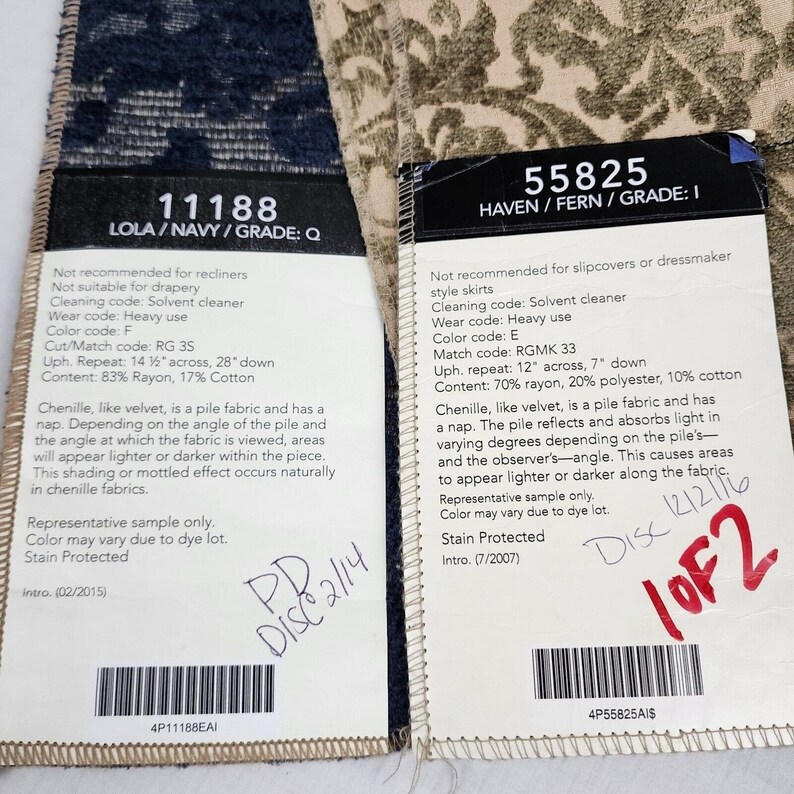 11188
LOLA / NAVY / GRADE: Q
Not recommended for recliners
Not suitable for drapery
Cleaning code: Solvent cleaner
Wear code: Heavy use
Color code: F
Cut/Match code: RG 3S
Uph. Repeat: 14 ½" across, 28" down
Content: 83% Rayon, 17% Cotton
Chenille, like velvet, is a pile fabric and has a
nap. Depending on the angle of the pile and
the angle at which the fabric is viewed, areas
will appear lighter or darker within the piece.
This shading or mottled effect occurs naturally
in chenille fabrics.
Representative sample only.
Color may vary due to dye lot.
Stain Protected
Intro. (02/2015)
PD
DISC 2/14
4P11188EAI
55825
HAVEN / FERN / GRADE: I
Not recommended for slipcovers or dressmaker
style skirts
Cleaning code: Solvent cleaner
Wear code: Heavy use
Color code: E
Match code: RGMK 33
Uph. repeat: 12" across, 7" down
Content: 70% rayon, 20% polyester, 10% cotton
Chenille, like velvet, is a pile fabric and has
a nap. The pile reflects and absorbs light in
varying degrees depending on the pile's—
and the observer's—angle. This causes areas
to appear lighter or darker along the fabric.
Representative sample only.
Color may vary due to dye lot.
Stain Protected
Intro. (7/2007)
DISC 12/21/16
1 OF 2
4P55825AI$